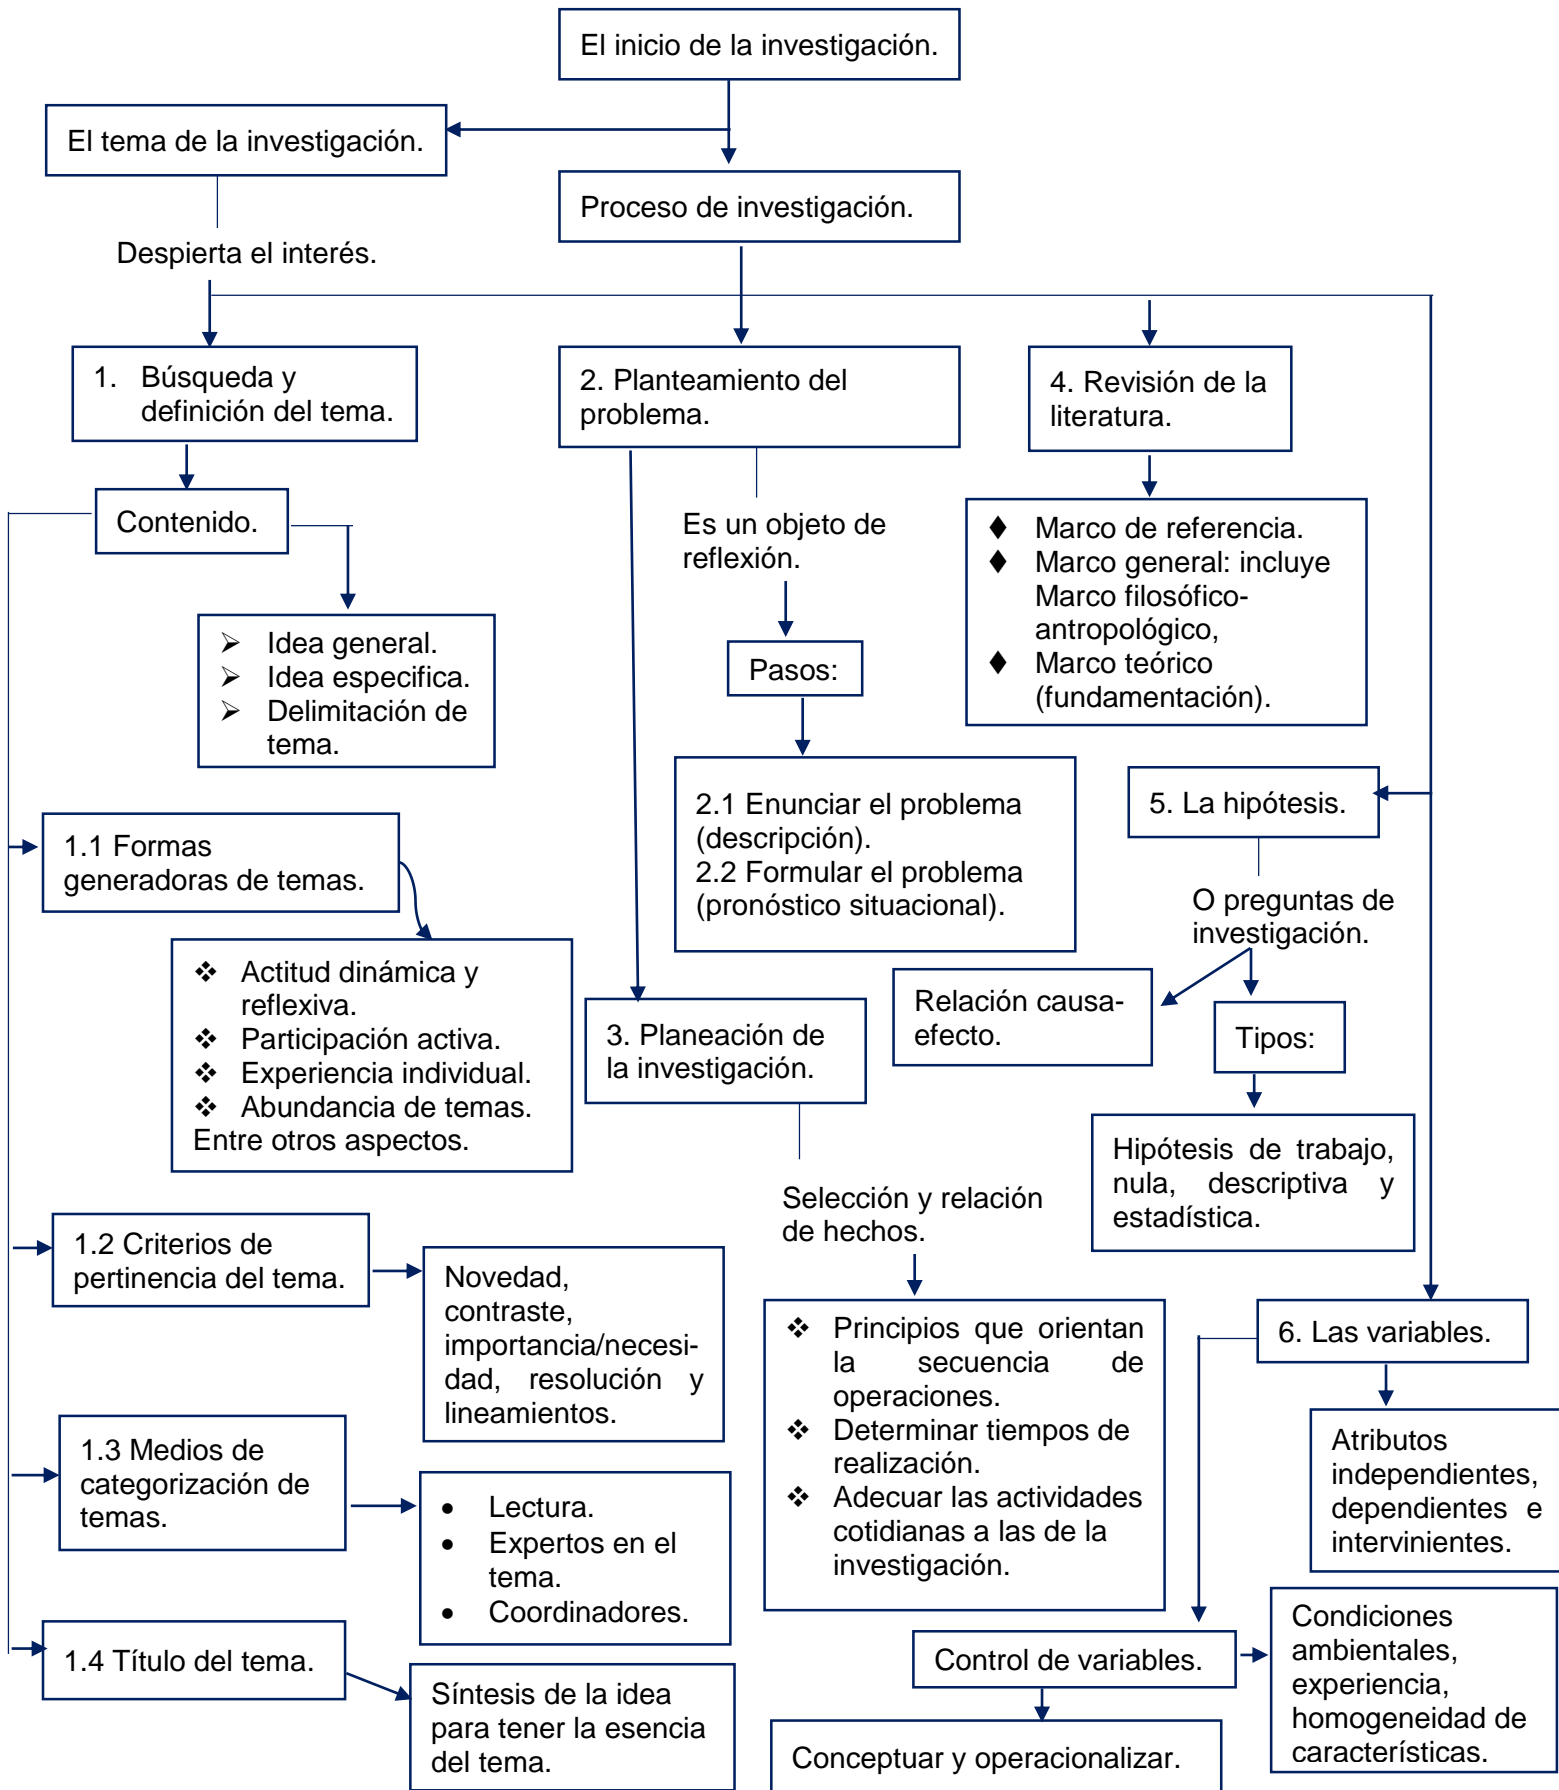 El inicio de la investigación.
El tema de la investigación.
Proceso de investigación.
Despierta el interés.
1. Búsqueda y
definición del tema.
2. Planteamiento del
problema.
4. Revisión de la
literatura.
Contenido.
Es un objeto de
reflexión.
♦ Marco de referencia.
♦ Marco general: incluye
Marco filosófico-
antropológico,
♦ Marco teórico
(fundamentación).
➢ Idea general.
➢ Idea especifica.
➢ Delimitación de
tema.
Pasos:
2.1 Enunciar el problema
(descripción).
2.2 Formular el problema
(pronóstico situacional).
5. La hipótesis.
1.1 Formas
generadoras de temas.
O preguntas de
investigación.
❖ Actitud dinámica y
reflexiva.
❖ Participación activa.
❖ Experiencia individual.
❖ Abundancia de temas.
Entre otros aspectos.
3. Planeación de
la investigación.
Relación causa-
efecto.
Tipos:
Hipótesis de trabajo,
nula, descriptiva y
estadística.
Selección y relación
de hechos.
1.2 Criterios de
pertinencia del tema.
Novedad,
contraste,
importancia/necesi-
dad, resolución y
lineamientos.
❖ Principios que orientan
la secuencia de
operaciones.
❖ Determinar tiempos de
realización.
❖ Adecuar las actividades
cotidianas a las de la
investigación.
6. Las variables.
Atributos
independientes,
dependientes e
intervinientes.
1.3 Medios de
categorización de
temas.
• Lectura.
• Expertos en el
tema.
• Coordinadores.
1.4 Título del tema.
Síntesis de la idea
para tener la esencia
del tema.
Control de variables.
Condiciones
ambientales,
experiencia,
homogeneidad de
características.
Conceptuar y operacionalizar.